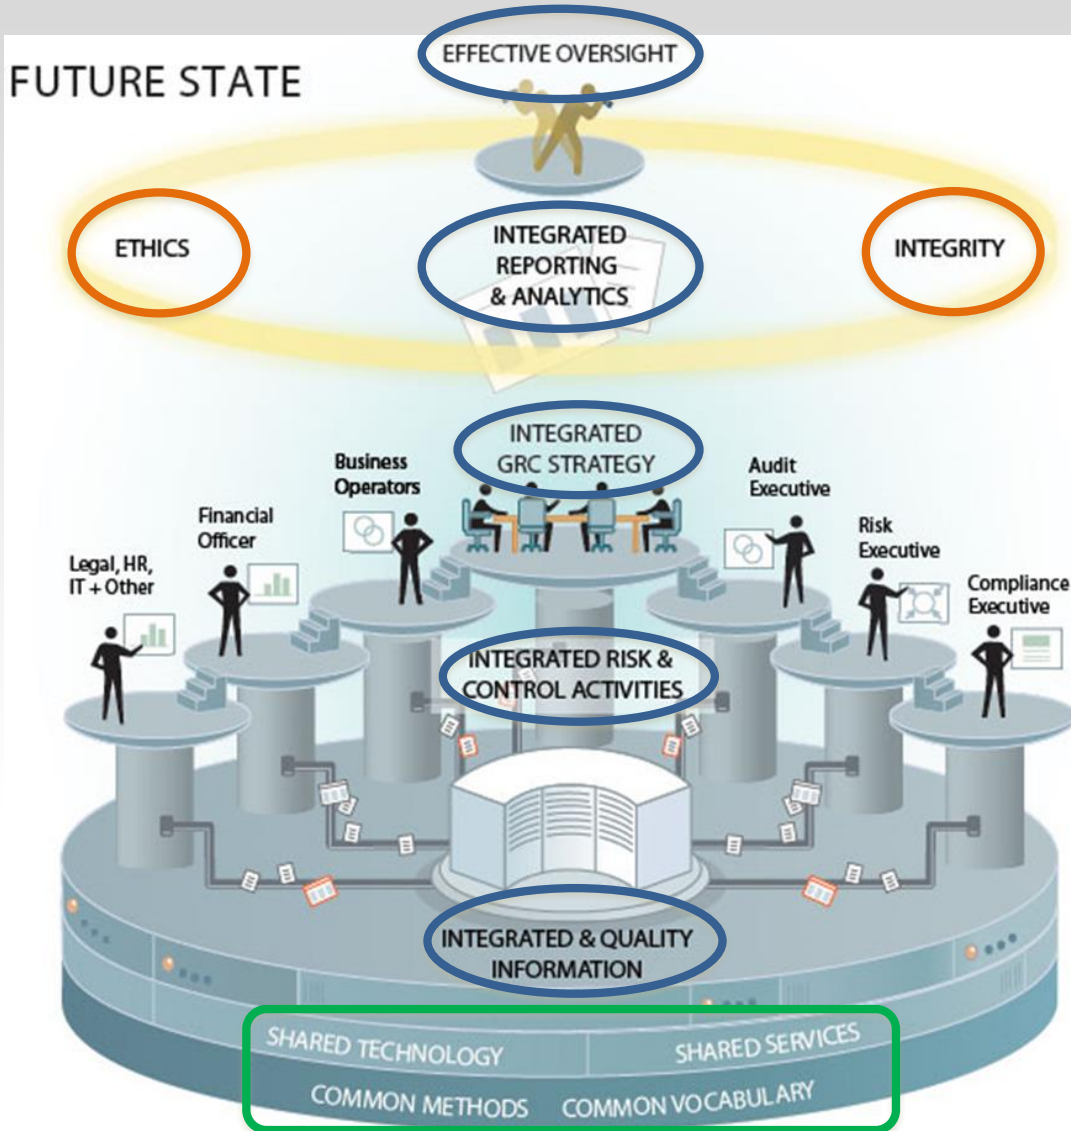 EFFECTIVE OVERSIGHT
FUTURE STATE
ETHICS
INTEGRATED
REPORTING
& ANALYTICS
INTEGRITY
INTEGRATED
GRC STRATEGY
Business
Operators
Audit
Executive
Financial
Officer
Risk
Executive
Legal, HR,
IT + Other
Compliance
Executive
INTEGRATED RISK &
CONTROL ACTIVITIES
INTEGRATED & QUALITY
INFORMATION
SHARED TECHNOLOGY
SHARED SERVICES
COMMON METHODS COMMON VOCABULARY